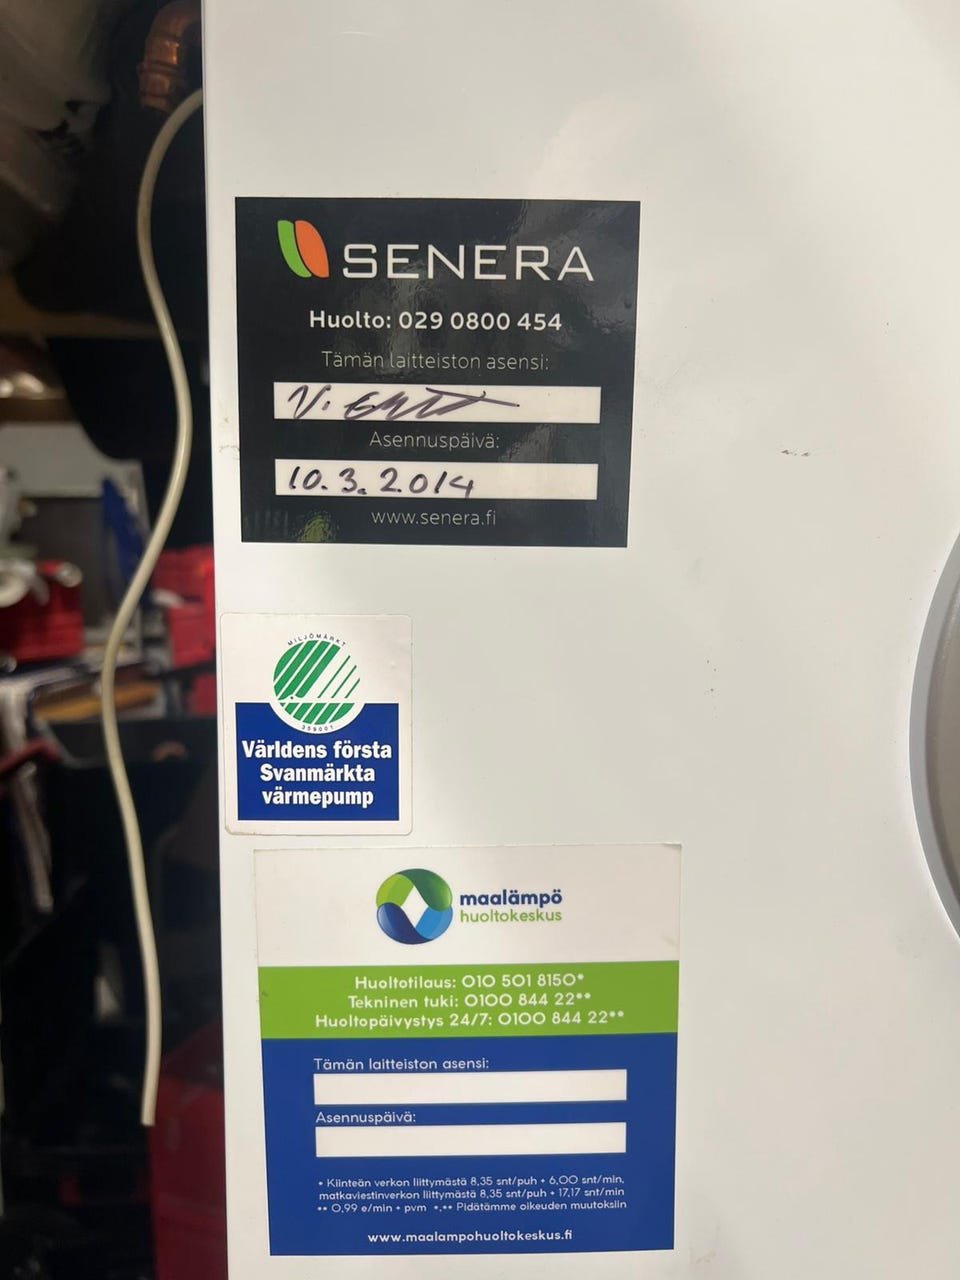 SENERA
Huolto: 029 0800 454
Tämän laitteiston asensi:
Asennuspäivä:
10.3.2014
www.senera.fi
MILJÖMÄRKT
359001
Världens första
Svanmärkta
värmepump
maalämpö
huoltokeskus
Huoltotilaus: 010 501 8150*
Tekninen tuki: 0100 844 22**
Huoltopäivystys 24/7: 0100 844 22**
Tämän laitteiston asensi:
Asennuspäivä:
* Kiinteän verkon liittymästä 8,35 snt/puh + 6,00 snt/min,
matkaviestinverkon liittymästä 8,35 snt/puh + 17,17 snt/min
** 0,99 e/min + pvm *,** Pidätämme oikeuden muutoksiin
www.maalampohuoltokeskus.fi